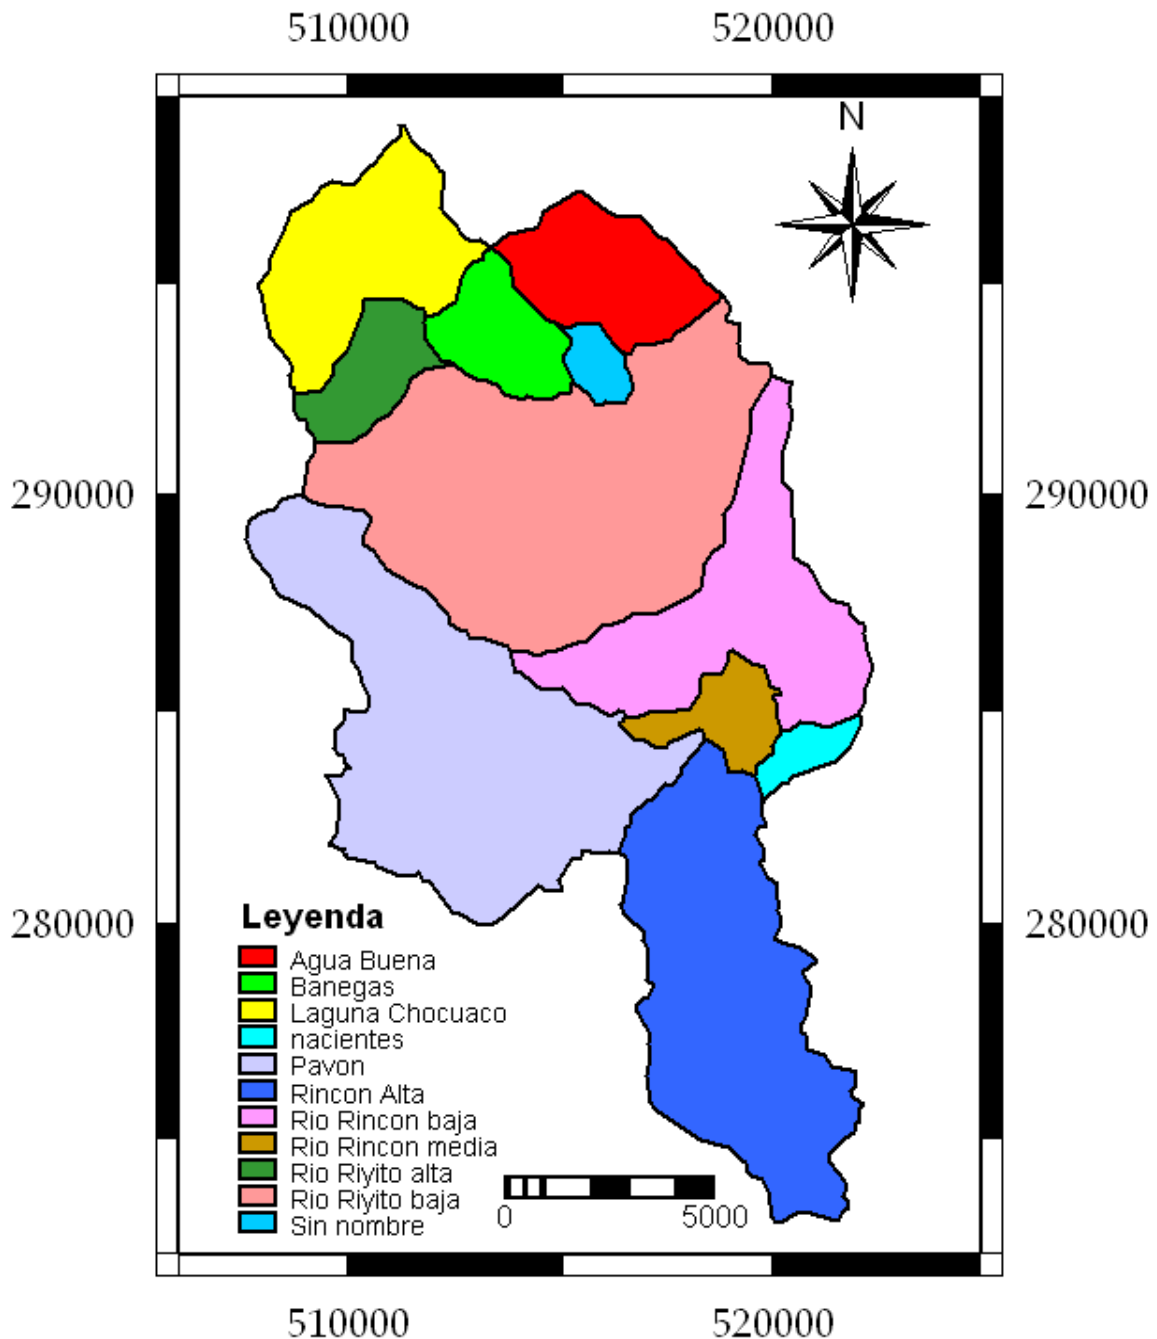 510000 520000
N
290000 290000
280000 280000
Leyenda
Agua Buena
Banegas
Laguna Chocuaco
nacientes
Pavon
Rincon Alta
Rio Rincon baja
Rio Rincon media
Rio Riyito alta
Rio Riyito baja
Sin nombre
0 5000
510000 520000